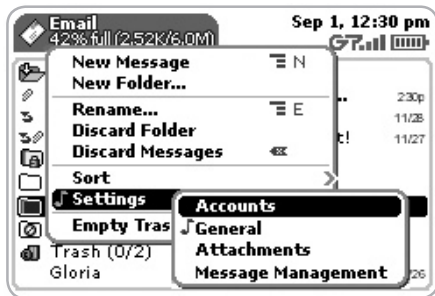 Email
42% full (2.52K/6.0M)
Sep 1, 12:30 pm
G
New Message N
New Folder...
Rename... E
Discard Folder
Discard Messages
Sort
Settings
Empty Tras
Trash (0/2)
Gloria
230p
11/28
t! 11/27
/26
Accounts
General
Attachments
Message Management